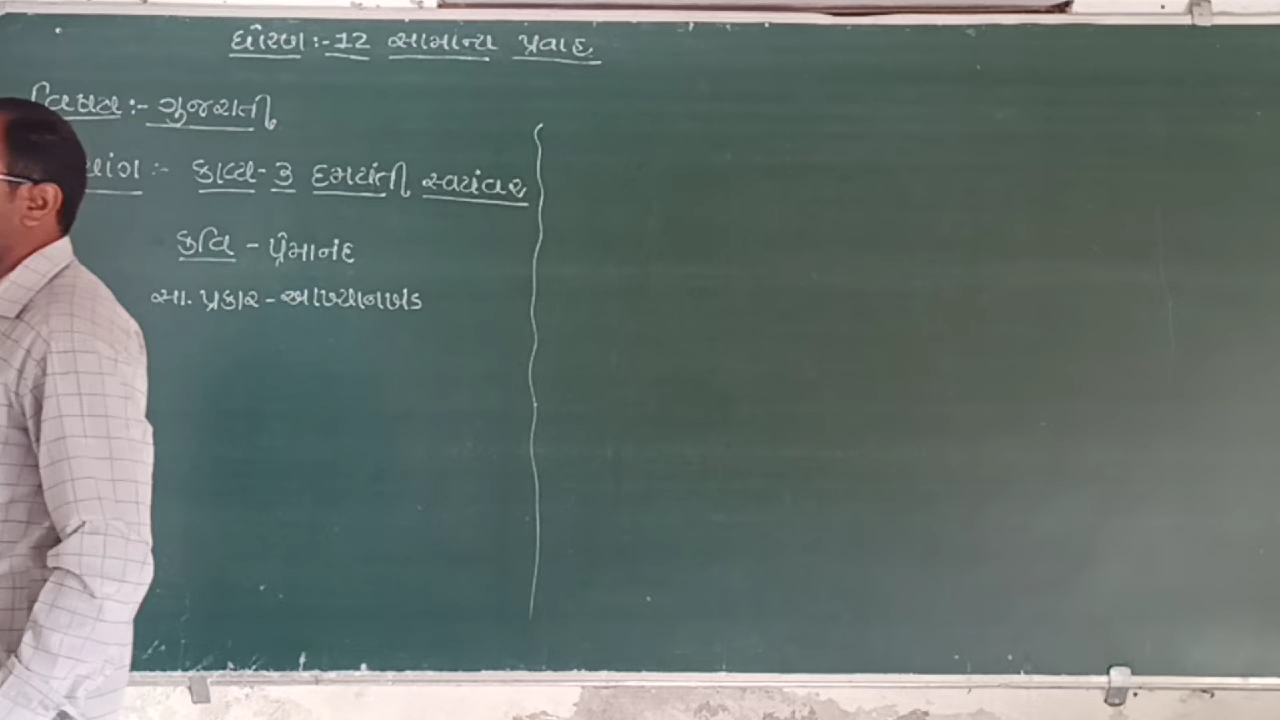 ધોરણ :- 12 સામાન્ય પ્રવાહ
વિષય :- ગુજરાતી
:- કાવ્ય - 3 દમયંતી સ્વયંવર
કવિ - પ્રેમાનંદ
સા. પ્રકાર - આખ્યાનખંડ